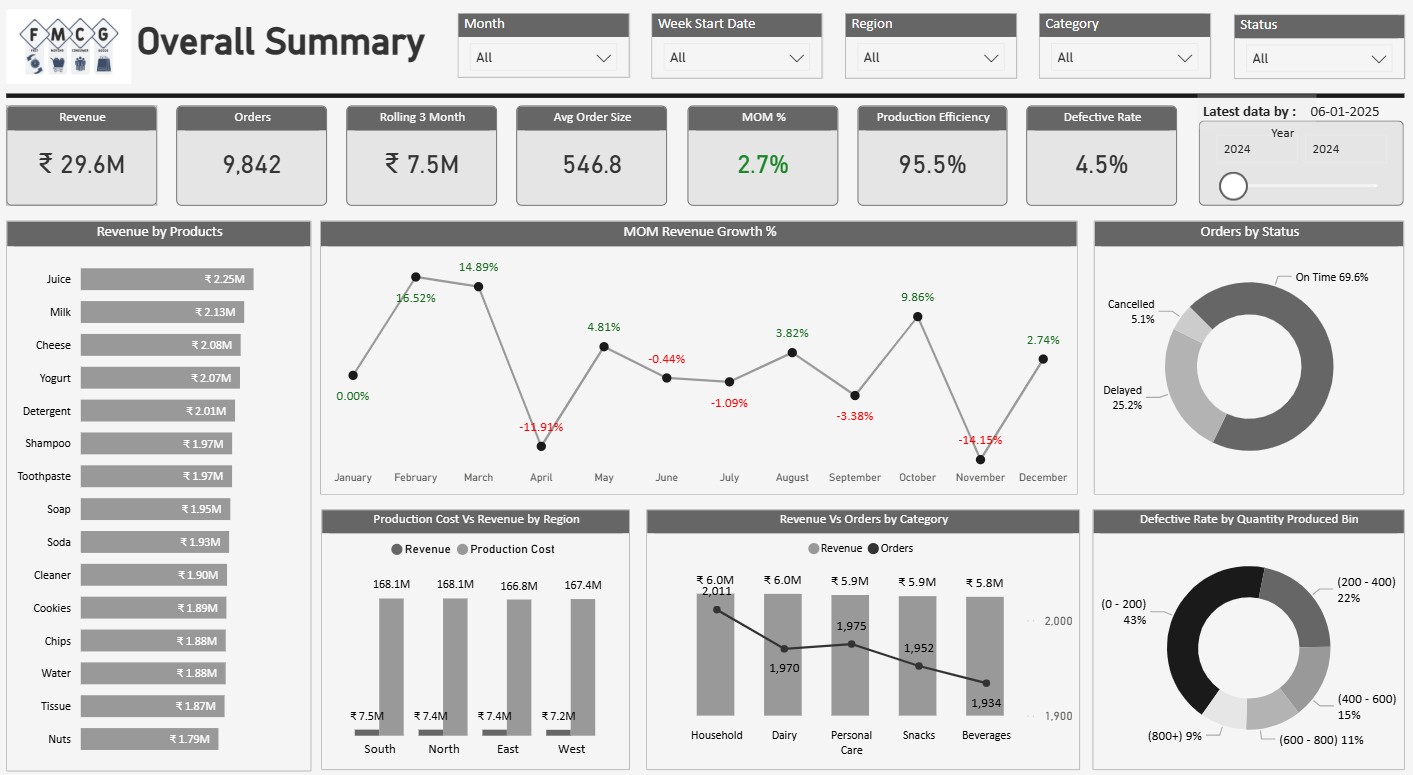 F M C G
Overall Summary
Month
All
Week Start Date
All
Region
All
Category
All
Status
All
Revenue
₹ 29.6M
Orders
9,842
Rolling 3 Month
₹ 7.5M
Avg Order Size
546.8
MOM %
2.7%
Production Efficiency
95.5%
Defective Rate
4.5%
Latest data by : 06-01-2025
Year
2024 2024
Revenue by Products
Juice ₹ 2.25M
Milk ₹ 2.13M
Cheese ₹ 2.08M
Yogurt ₹ 2.07M
Detergent ₹ 2.01M
Shampoo ₹ 1.97M
Toothpaste ₹ 1.97M
Soap ₹ 1.95M
Soda ₹ 1.93M
Cleaner ₹ 1.90M
Cookies ₹ 1.89M
Chips ₹ 1.88M
Water ₹ 1.88M
Tissue ₹ 1.87M
Nuts ₹ 1.79M
MOM Revenue Growth %
0.00% 16.52% 14.89% -11.91% 4.81% -0.44% -1.09% 3.82% -3.38% 9.86% -14.15% 2.74%
January February March April May June July August September October November December
Orders by Status
On Time 69.6%
Cancelled
5.1%
Delayed
25.2%
Production Cost Vs Revenue by Region
Revenue Production Cost
168.1M 168.1M 166.8M 167.4M
₹ 7.5M ₹ 7.4M ₹ 7.4M ₹ 7.2M
South North East West
Revenue Vs Orders by Category
Revenue Orders
₹ 6.0M ₹ 6.0M ₹ 5.9M ₹ 5.9M ₹ 5.8M
2,011 1,970 1,975 1,952 1,934
2,000
1,900
Household Dairy Personal Care Snacks Beverages
Defective Rate by Quantity Produced Bin
(200 - 400)
22%
(0 - 200)
43%
(400 - 600)
15%
(600 - 800) 11%
(800+) 9%